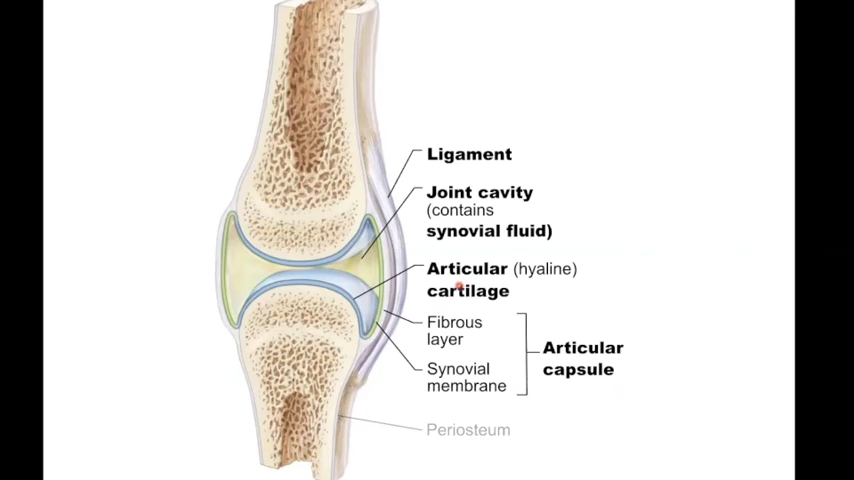 Ligament
Joint cavity
(contains
synovial fluid)
Articular (hyaline)
cartilage
Fibrous
layer
Synovial
membrane
Articular
capsule
Periosteum